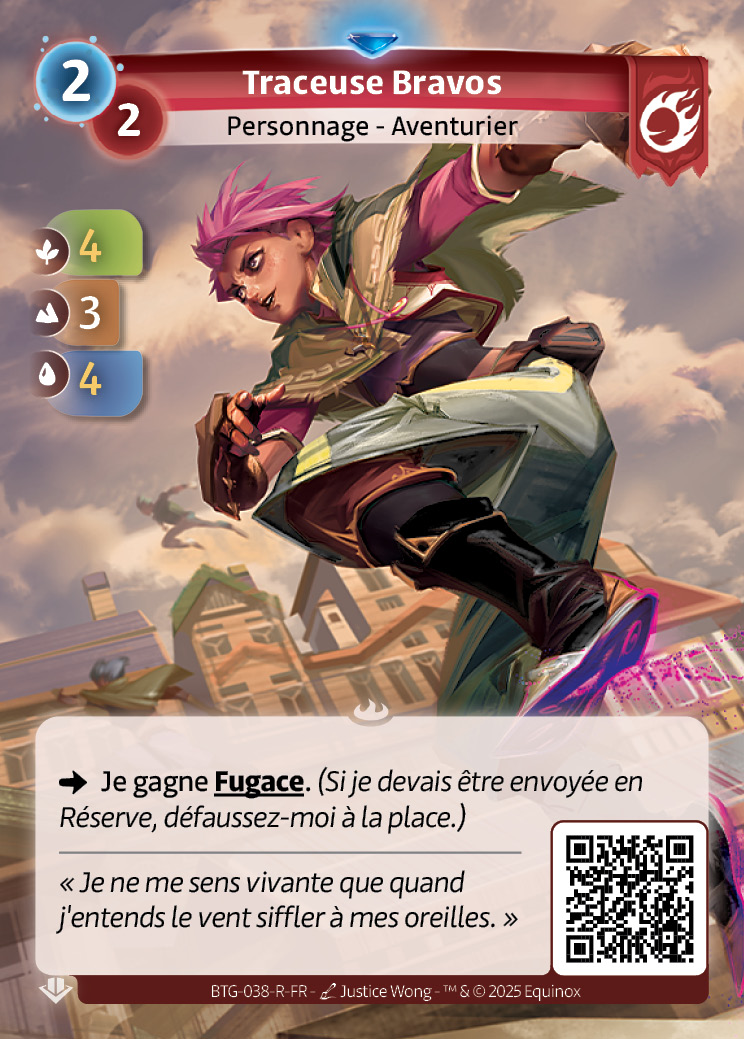 2
Traceuse Bravos
2
Personnage - Aventurier
4
3
4
Je gagne Fugace. (Si je devais être envoyée en
Réserve, défaussez-moi à la place.)
« Je ne me sens vivante que quand
j'entends le vent siffler à mes oreilles. »
BTG-038-R-FR - Justice Wong - ™ & © 2025 Equinox